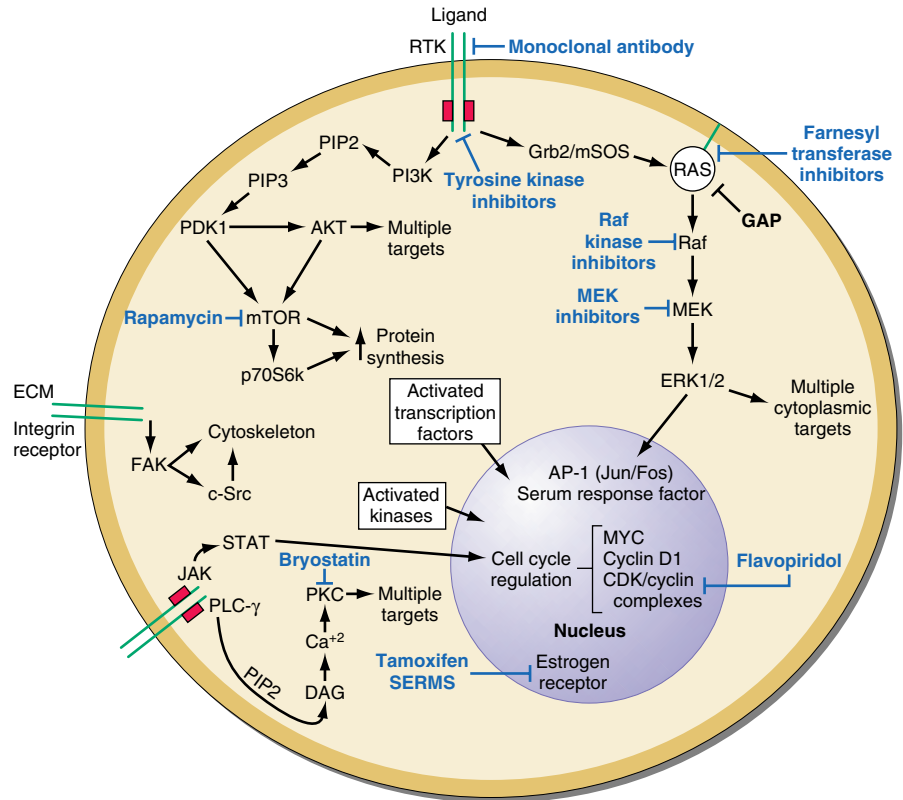 Ligand
RTK
Monoclonal antibody
PIP2
Grb2/mSOS
RAS
Farnesyl
transferase
inhibitors
PIP3
PI3K
Tyrosine kinase
inhibitors
GAP
PDK1
AKT
Multiple
targets
Raf
kinase
inhibitors
Raf
Rapamycin
mTOR
MEK
inhibitors
MEK
Protein
synthesis
p70S6k
ERK1/2
Multiple
cytoplasmic
targets
ECM
Integrin
receptor
Activated
transcription
factors
Cytoskeleton
FAK
c-Src
AP-1 (Jun/Fos)
Serum response factor
Activated
kinases
STAT
JAK
Bryostatin
Cell cycle
regulation
MYC
Cyclin D1
CDK/cyclin
complexes
Flavopiridol
PLC-γ
PKC
Multiple
targets
Ca+2
Nucleus
PIP2
DAG
Tamoxifen
SERMS
Estrogen
receptor